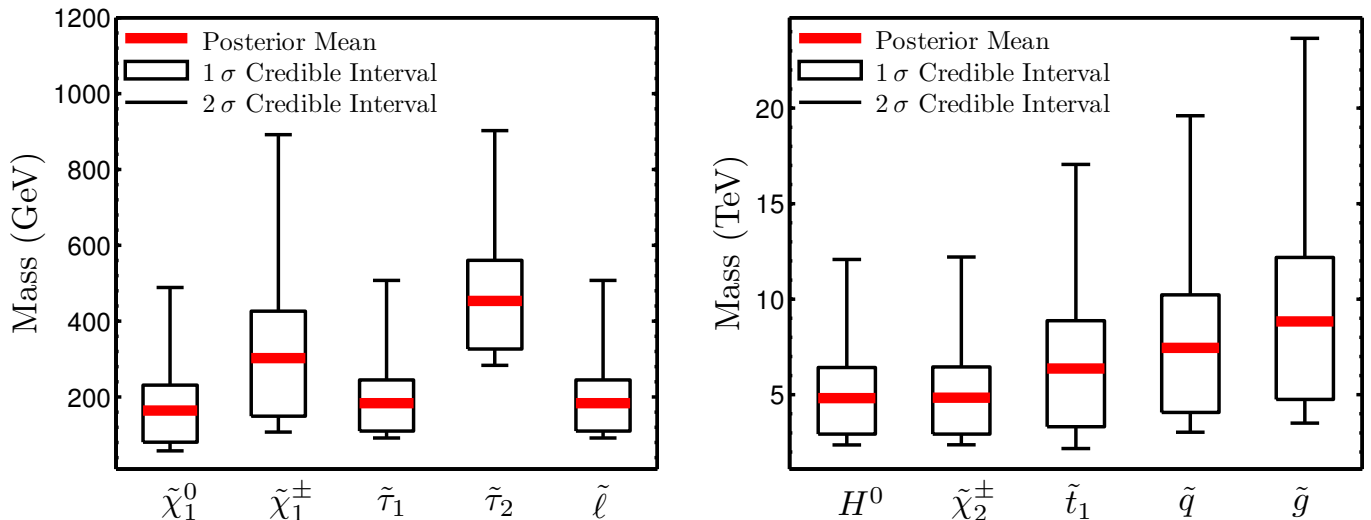 1200
1000
800
600
400
200
Mass (GeV)
Posterior Mean
1 σ Credible Interval
2 σ Credible Interval
χ̃₁⁰ χ̃₁^± τ̃₁ τ̃₂ ℓ̃
20
15
10
5
Mass (TeV)
Posterior Mean
1 σ Credible Interval
2 σ Credible Interval
H⁰ χ̃₂^± t̃₁ q̃ g̃